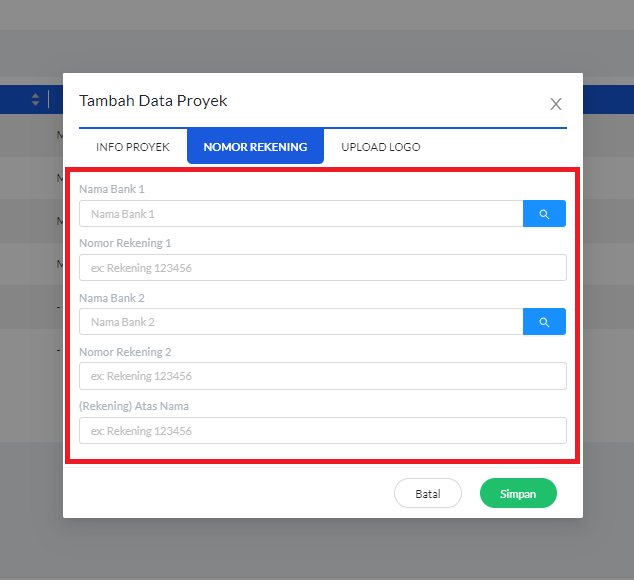 Tambah Data Proyek
INFO PROYEK
NOMOR REKENING
UPLOAD LOGO
Nama Bank 1
Nama Bank 1
Nomor Rekening 1
ex: Rekening 123456
Nama Bank 2
Nama Bank 2
Nomor Rekening 2
ex: Rekening 123456
(Rekening) Atas Nama
ex: Rekening 123456
Batal
Simpan